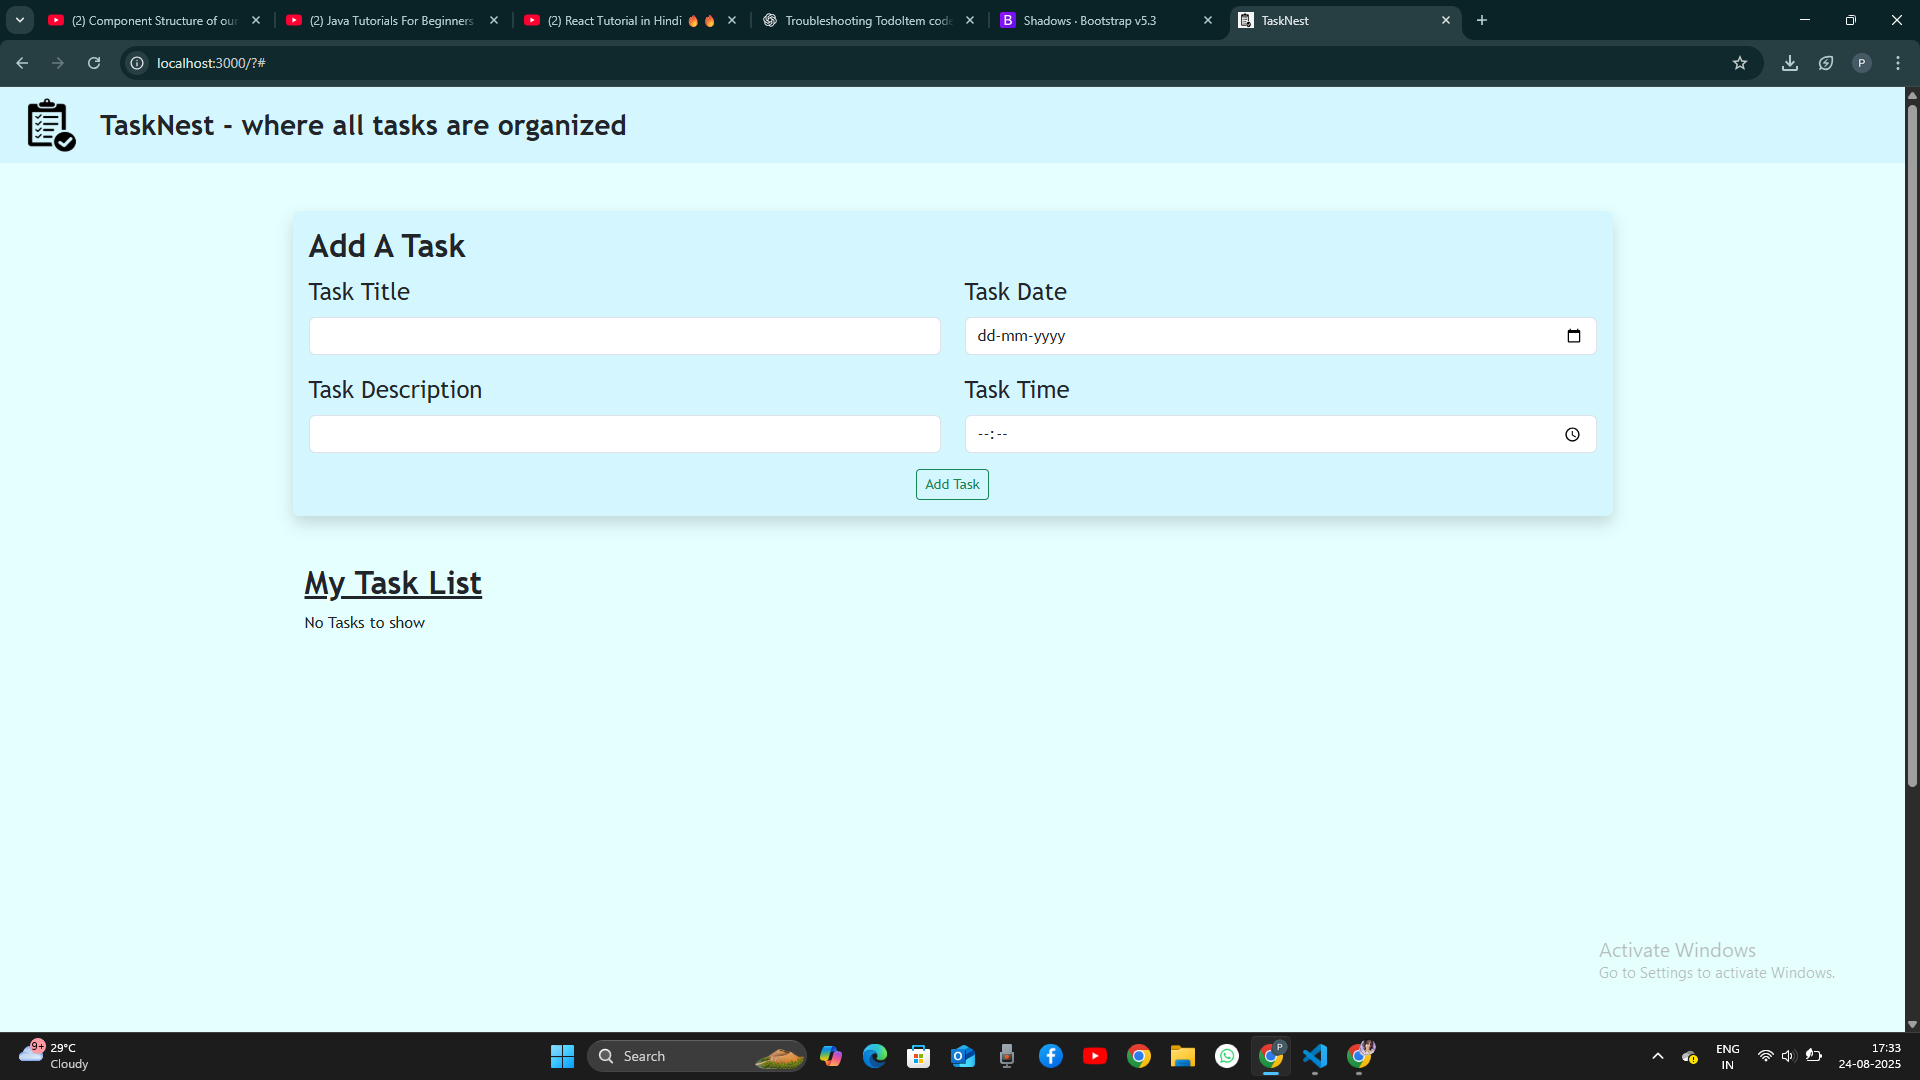 (2) Component Structure of our
(2) Java Tutorials For Beginners
(2) React Tutorial in Hindi 🔥🔥
Troubleshooting TodoItem code
B Shadows · Bootstrap v5.3
TaskNest
localhost:3000/?#
P
TaskNest - where all tasks are organized
Add A Task
Task Title
Task Date
dd-mm-yyyy
Task Description
Task Time
--:--
Add Task
My Task List
No Tasks to show
Activate Windows
Go to Settings to activate Windows.
9+
29°C
Cloudy
Search
P
ENG
IN
17:33
24-08-2025